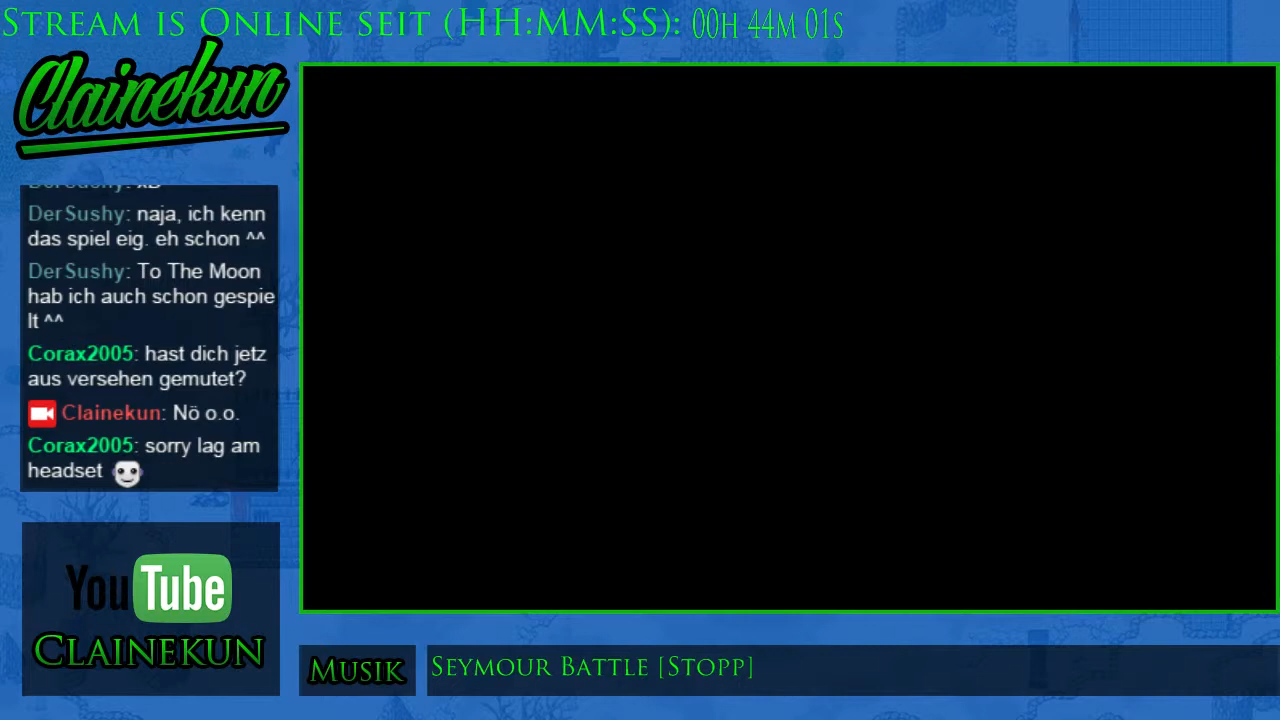 Stream is Online seit (HH:MM:SS): 00h 44m 01s
Clainekun
DerSushy: xD
DerSushy: naja, ich kenn
das spiel eig. eh schon ^^
DerSushy: To The Moon
hab ich auch schon gespie
lt ^^
Corax2005: hast dich jetz
aus versehen gemutet?
Clainekun: Nö o.o.
Corax2005: sorry lag am
headset
YouTube
Clainekun
Musik
Seymour Battle [Stopp]